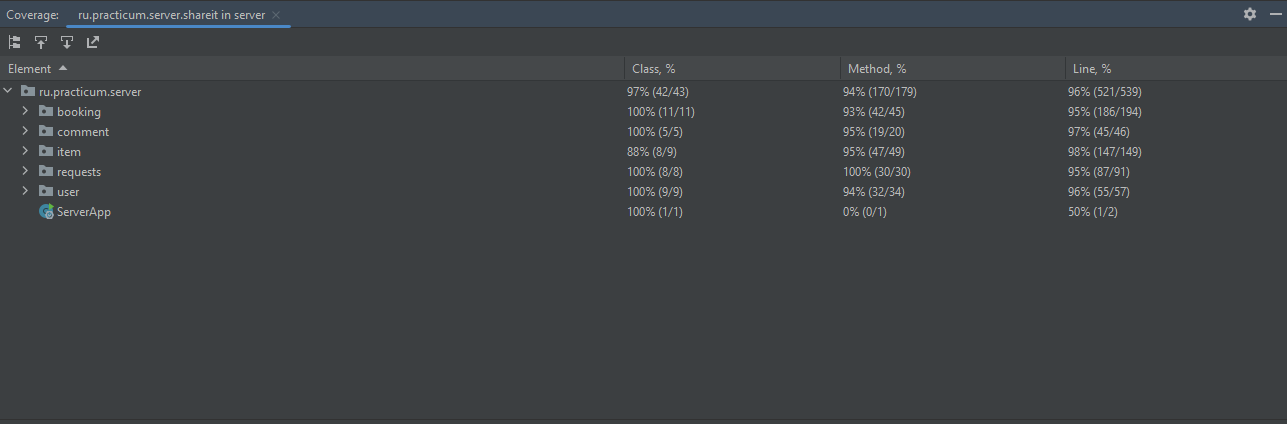 Coverage: ru.practicum.server.shareit in server
Element Class, % Method, % Line, %
ru.practicum.server 97% (42/43) 94% (170/179) 96% (521/539)
booking 100% (11/11) 93% (42/45) 95% (186/194)
comment 100% (5/5) 95% (19/20) 97% (45/46)
item 88% (8/9) 95% (47/49) 98% (147/149)
requests 100% (8/8) 100% (30/30) 95% (87/91)
user 100% (9/9) 94% (32/34) 96% (55/57)
ServerApp 100% (1/1) 0% (0/1) 50% (1/2)